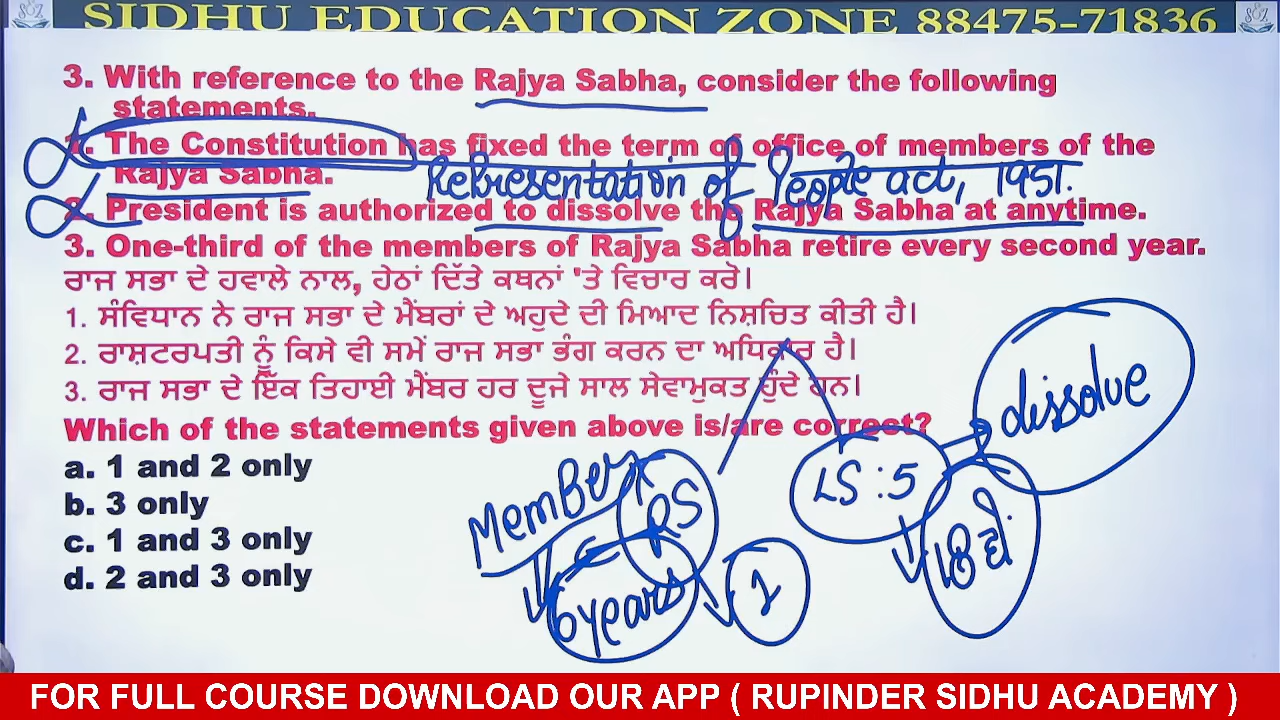 SIDHU EDUCATION ZONE 88475-71836
3. With reference to the Rajya Sabha, consider the following
statements.
1. The Constitution has fixed the term of office of members of the
Rajya Sabha.
Representation of People act, 1951.
2. President is authorized to dissolve the Rajya Sabha at anytime.
3. One-third of the members of Rajya Sabha retire every second year.
ਰਾਜ ਸਭਾ ਦੇ ਹਵਾਲੇ ਨਾਲ, ਹੇਠਾਂ ਦਿੱਤੇ ਕਥਨਾਂ 'ਤੇ ਵਿਚਾਰ ਕਰੋ।
1. ਸੰਵਿਧਾਨ ਨੇ ਰਾਜ ਸਭਾ ਦੇ ਮੈਂਬਰਾਂ ਦੇ ਅਹੁਦੇ ਦੀ ਮਿਆਦ ਨਿਸ਼ਚਿਤ ਕੀਤੀ ਹੈ।
2. ਰਾਸ਼ਟਰਪਤੀ ਨੂੰ ਕਿਸੇ ਵੀ ਸਮੇਂ ਰਾਜ ਸਭਾ ਭੰਗ ਕਰਨ ਦਾ ਅਧਿਕਾਰ ਹੈ।
3. ਰਾਜ ਸਭਾ ਦੇ ਇੱਕ ਤਿਹਾਈ ਮੈਂਬਰ ਹਰ ਦੂਜੇ ਸਾਲ ਸੇਵਾਮੁਕਤ ਹੁੰਦੇ ਹਨ।
dissolve
Which of the statements given above is/are correct?
a. 1 and 2 only
b. 3 only
c. 1 and 3 only
d. 2 and 3 only
Member
RS
LS : 5
6 years
FOR FULL COURSE DOWNLOAD OUR APP ( RUPINDER SIDHU ACADEMY )